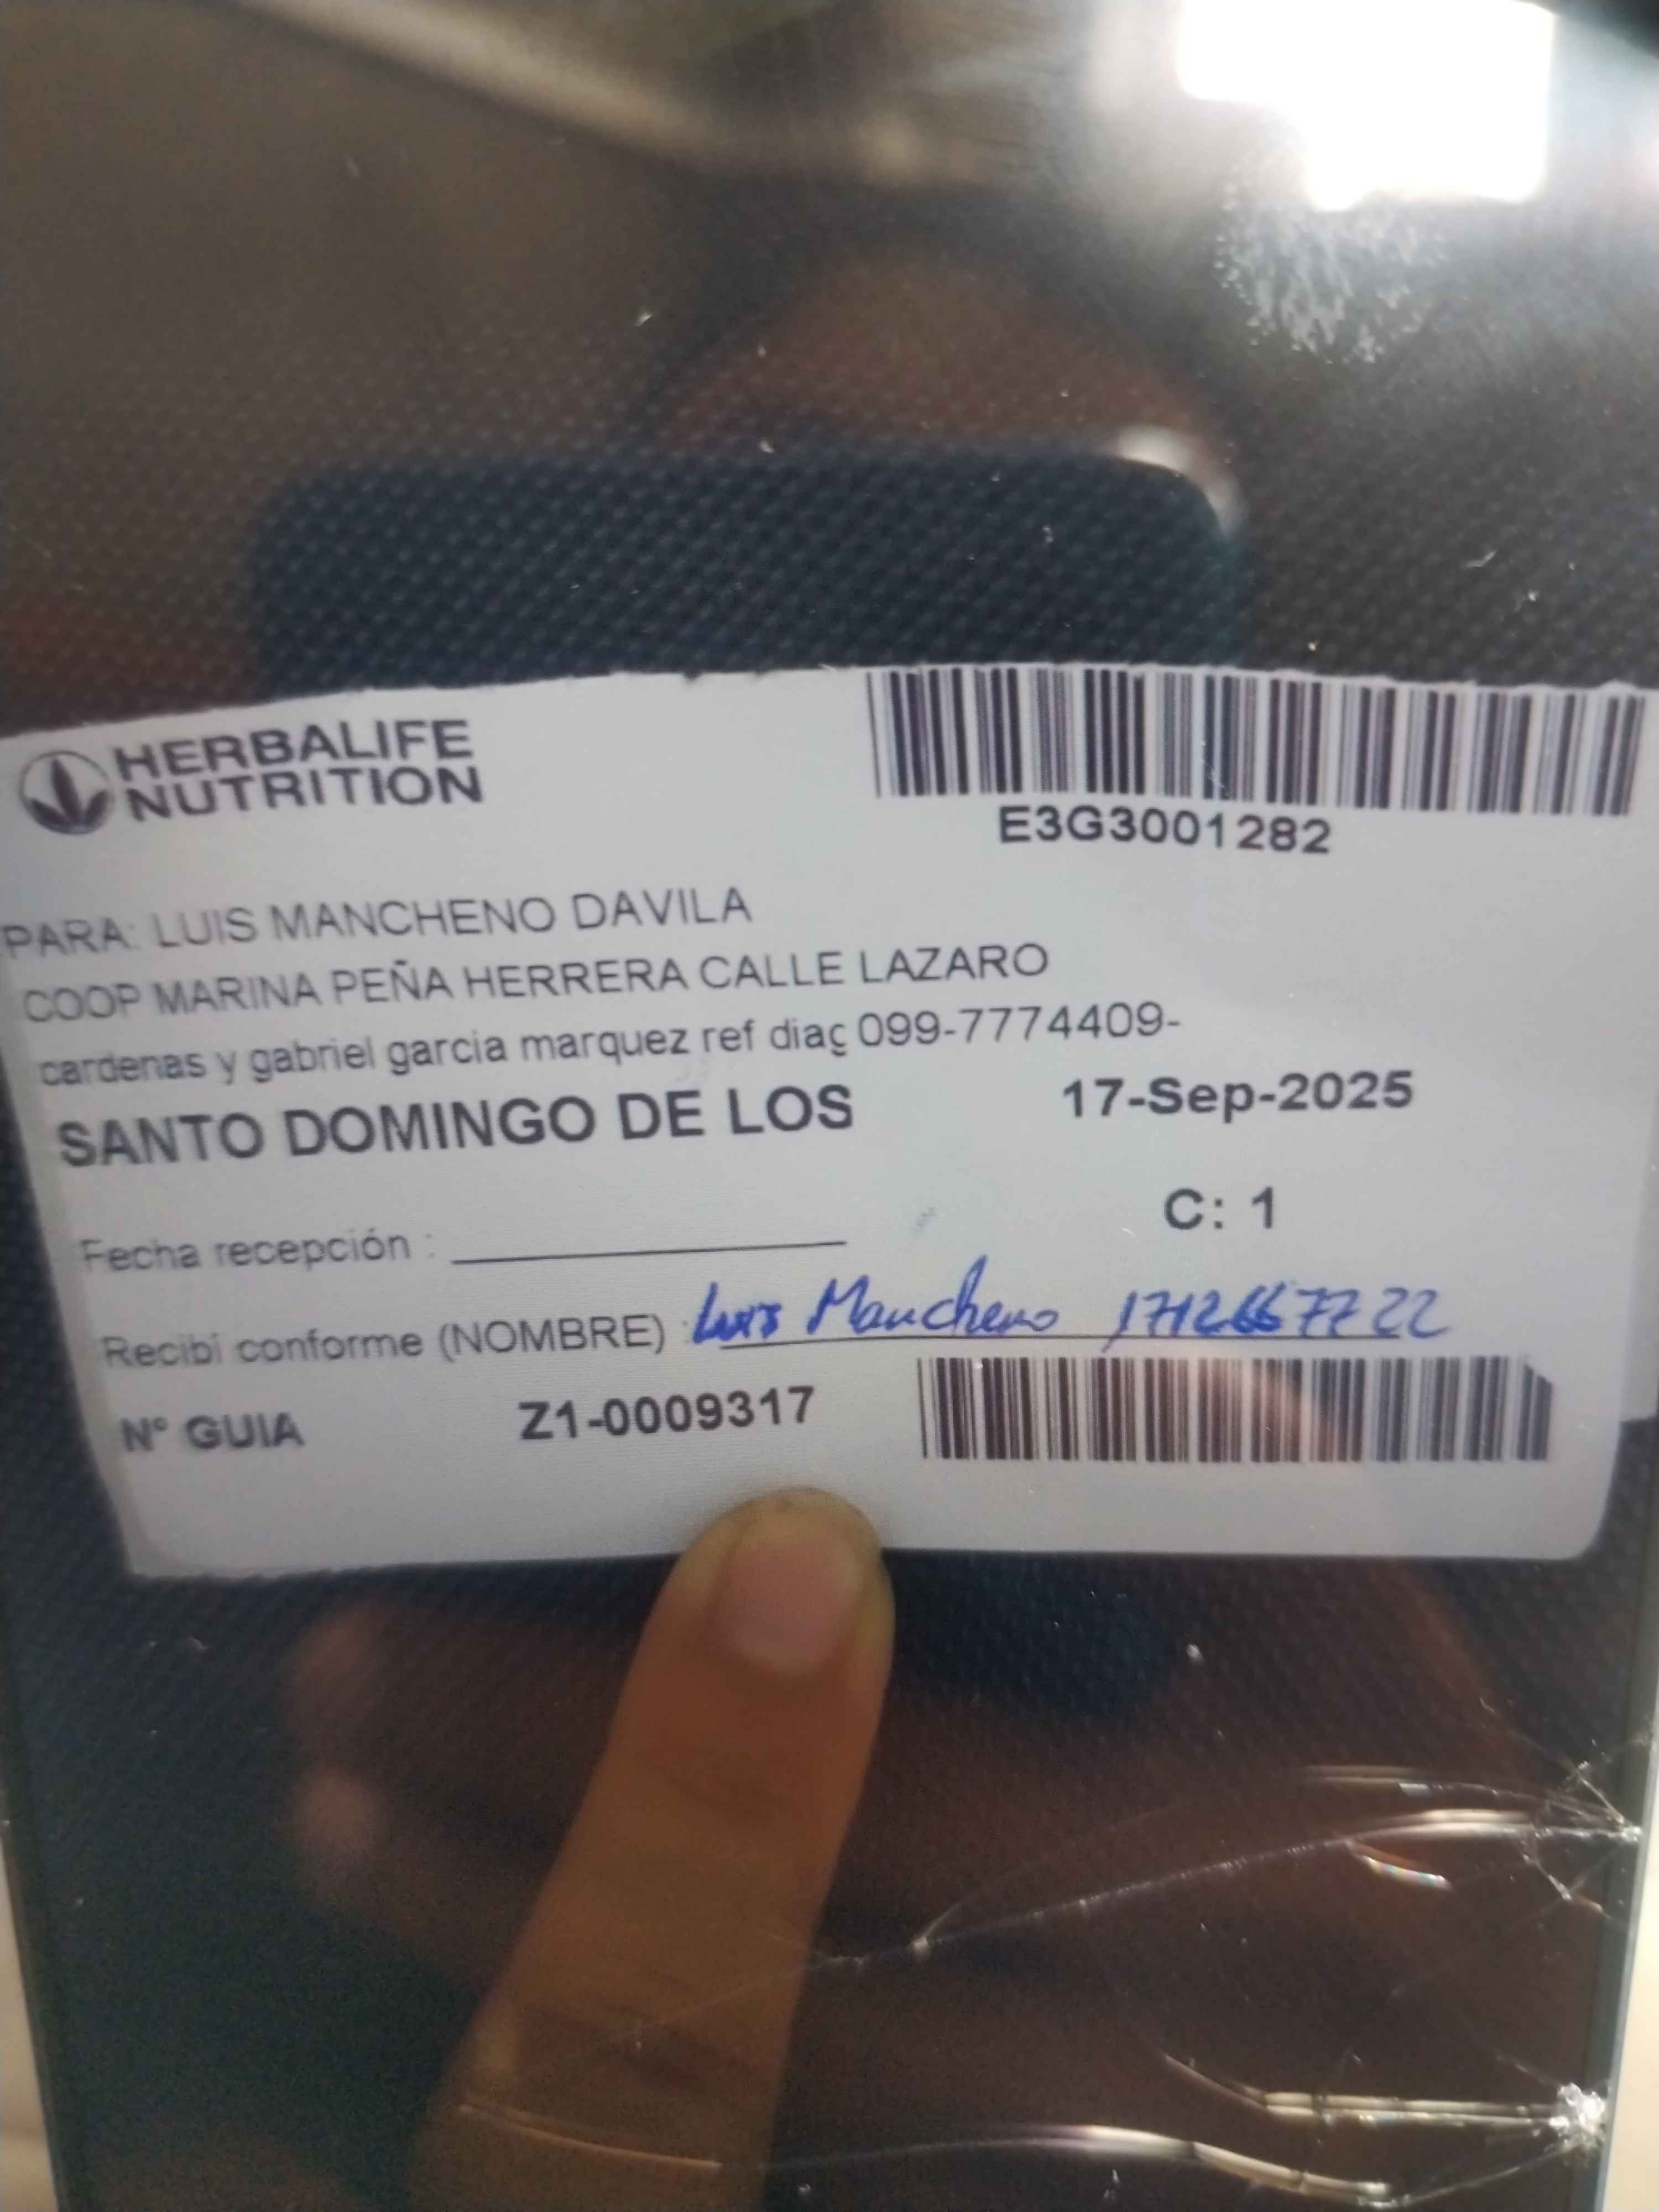 HERBALIFE
NUTRITION
E3G3001282
PARA: LUIS MANCHENO DAVILA
COOP MARINA PEÑA HERRERA CALLE LAZARO
cardenas y gabriel garcia marquez ref diag 099-7774409-
SANTO DOMINGO DE LOS 17-Sep-2025
C: 1
Fecha recepción :
Recibi conforme (NOMBRE) Luis Mancheno 1712667722
N° GUIA Z1-0009317